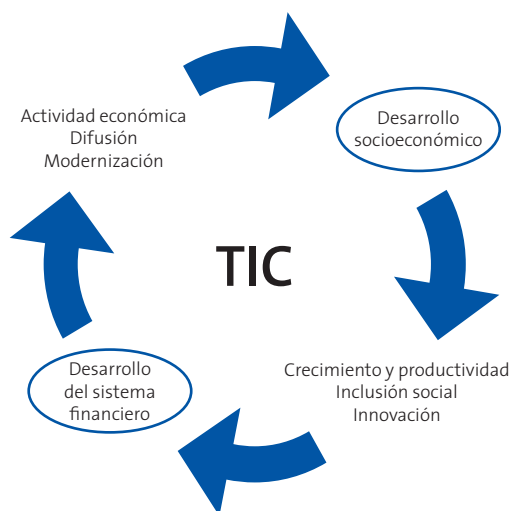 Actividad económica
Difusión
Modernización
Desarrollo
socioeconómico
TIC
Desarrollo
del sistema
financiero
Crecimiento y productividad
Inclusión social
Innovación